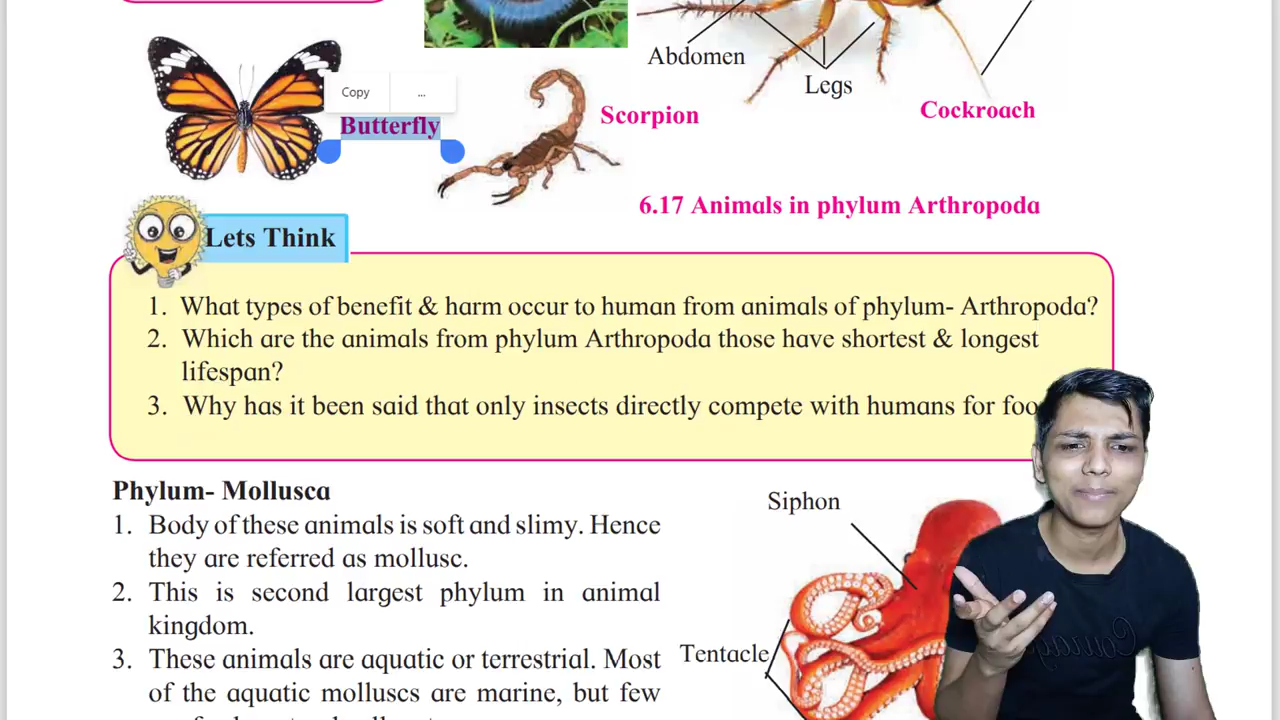 Abdomen
Legs
Copy
...
Butterfly
Scorpion
Cockroach
6.17 Animals in phylum Arthropoda
Lets Think
1. What types of benefit & harm occur to human from animals of phylum- Arthropoda?
2. Which are the animals from phylum Arthropoda those have shortest & longest
lifespan?
3. Why has it been said that only insects directly compete with humans for foo
Phylum- Mollusca
1. Body of these animals is soft and slimy. Hence
they are referred as mollusc.
2. This is second largest phylum in animal
kingdom.
3. These animals are aquatic or terrestrial. Most
of the aquatic molluscs are marine, but few
Siphon
Tentacle